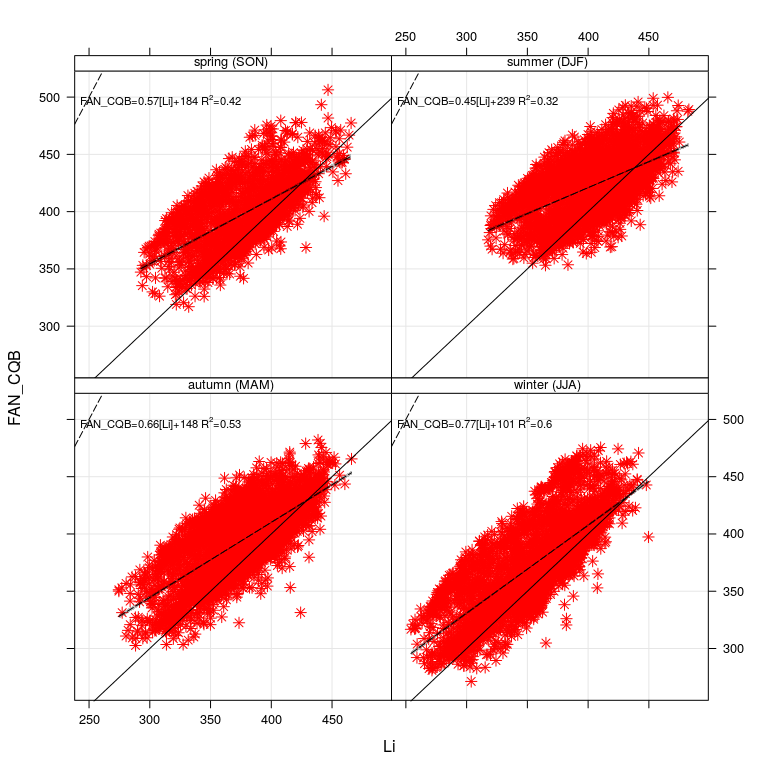 250 300 350 400 450
spring (SON) summer (DJF)
FAN_CQB=0.57[Li]+184 R²=0.42 FAN_CQB=0.45[Li]+239 R²=0.32
500
450
400
350
300
autumn (MAM) winter (JJA)
FAN_CQB=0.66[Li]+148 R²=0.53 FAN_CQB=0.77[Li]+101 R²=0.6
500
450
400
350
300
250 300 350 400 450
FAN_CQB
Li